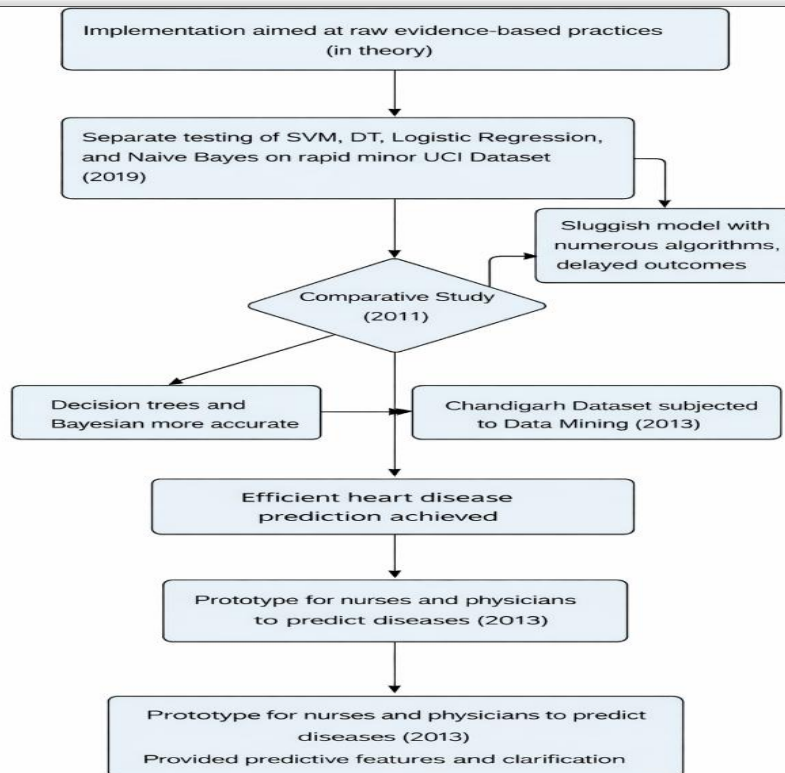 Implementation aimed at raw evidence-based practices
(in theory)
Separate testing of SVM, DT, Logistic Regression,
and Naive Bayes on rapid minor UCI Dataset
(2019)
Sluggish model with
numerous algorithms,
delayed outcomes
Comparative Study
(2011)
Decision trees and
Bayesian more accurate
Chandigarh Dataset subjected
to Data Mining (2013)
Efficient heart disease
prediction achieved
Prototype for nurses and physicians
to predict diseases (2013)
Prototype for nurses and physicians to predict
diseases (2013)
Provided predictive features and clarification